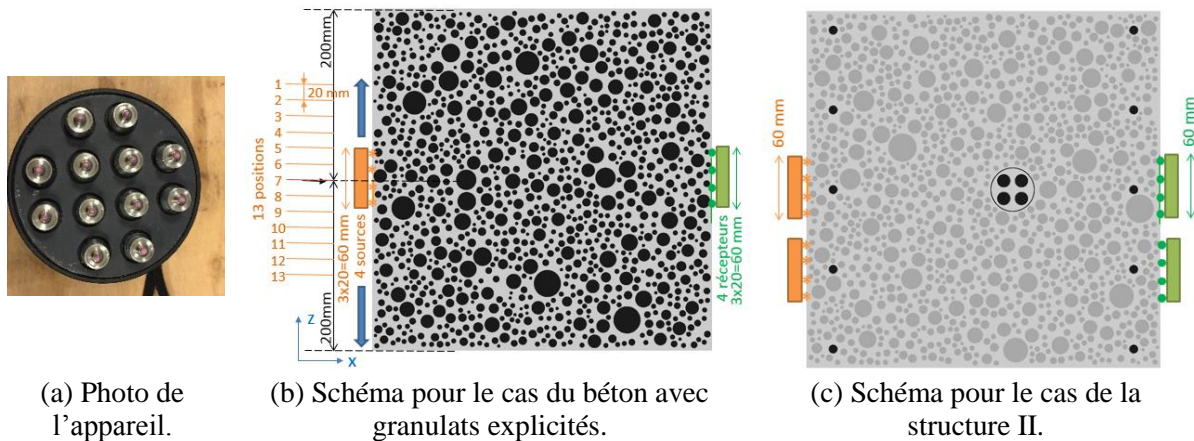 200mm
1
20 mm
2
3
4
5
6
7
8
9
10
11
12
13
13 positions
3x20=60 mm
4 sources
200mm
Z
X
4 récepteurs
3x20=60 mm
60 mm
60 mm
(a) Photo de
l’appareil.
(b) Schéma pour le cas du béton avec
granulats explicités.
(c) Schéma pour le cas de la
structure II.